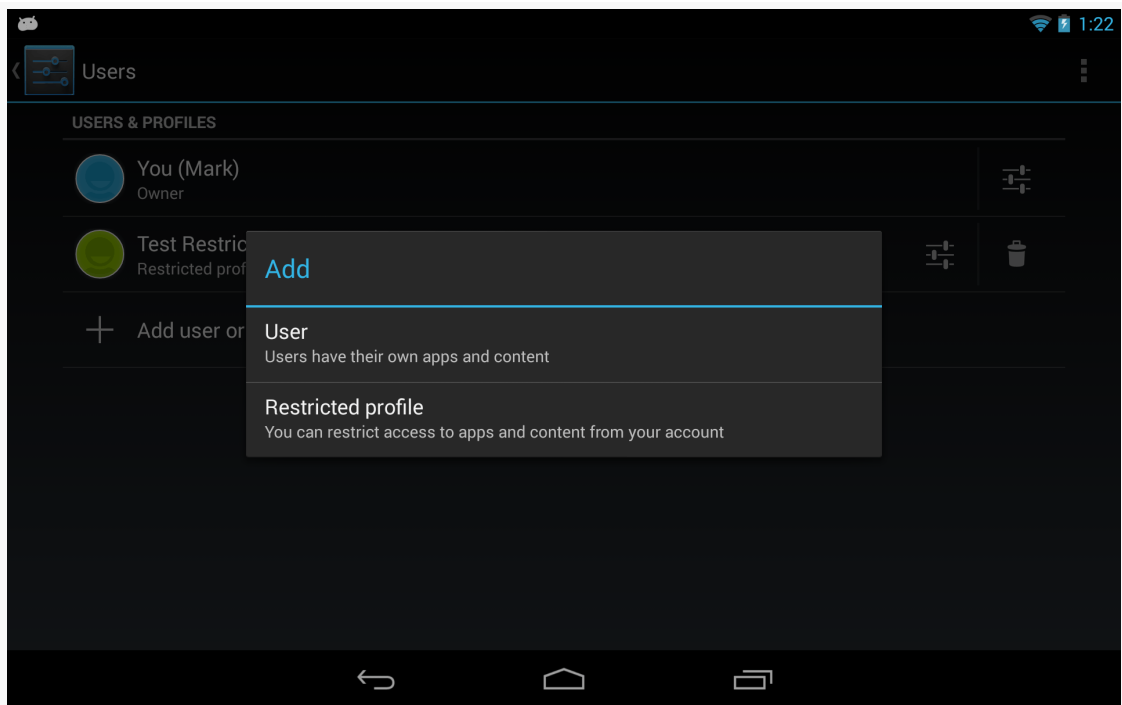 1:22
Users
USERS & PROFILES
You (Mark)
Owner
Test Restric
Restricted prof
Add user or
Add
User
Users have their own apps and content
Restricted profile
You can restrict access to apps and content from your account